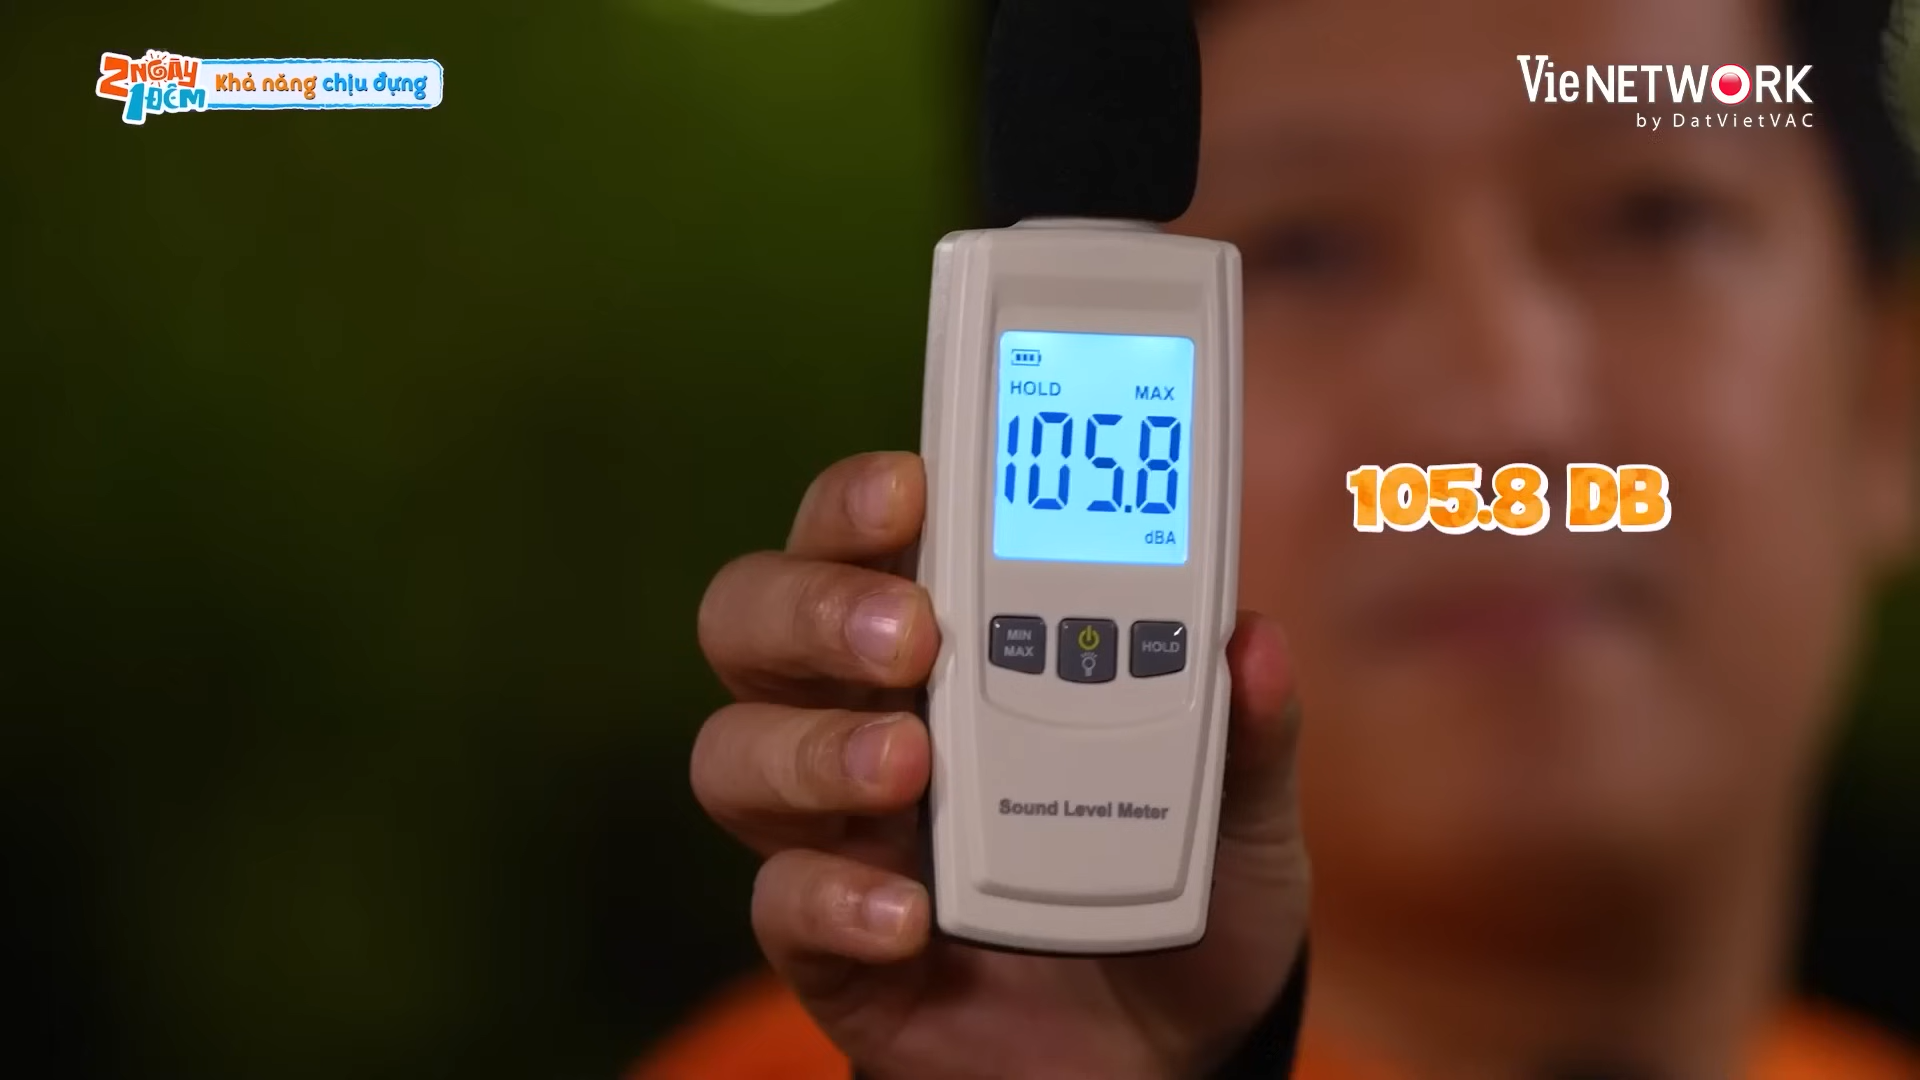 2 NGÀY
1 ĐÊM
Khả năng chịu đựng
VieNETWORK
by DatVietVAC
HOLD MAX
105.8
dBA
105.8 DB
MIN
MAX
HOLD
Sound Level Meter